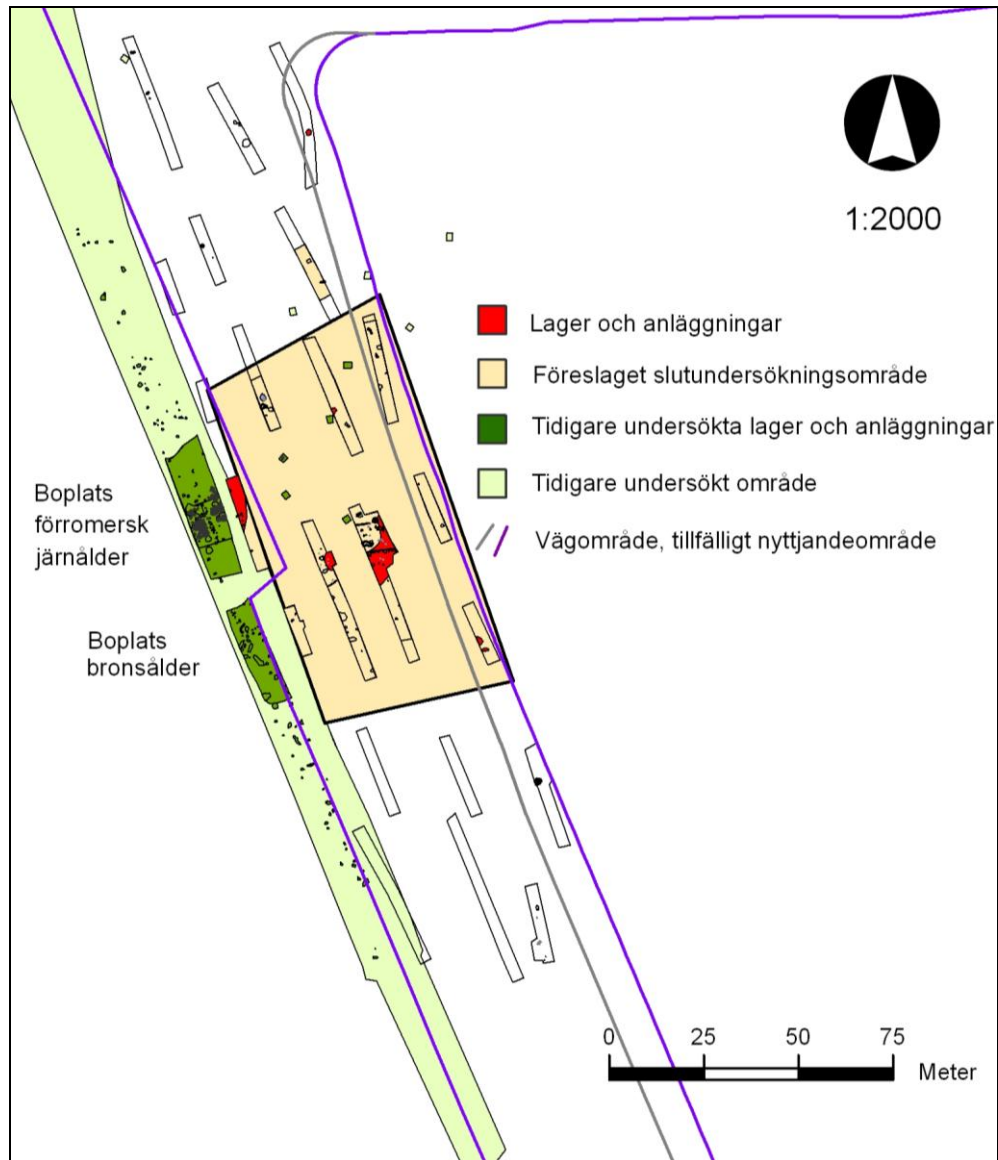 1:2000
Lager och anläggningar
Föreslaget slutundersökningsområde
Tidigare undersökta lager och anläggningar
Tidigare undersökt område
Vägområde, tillfälligt nyttjandeområde
Boplats
förromersk
järnålder
Boplats
bronsålder
0 25 50 75
Meter